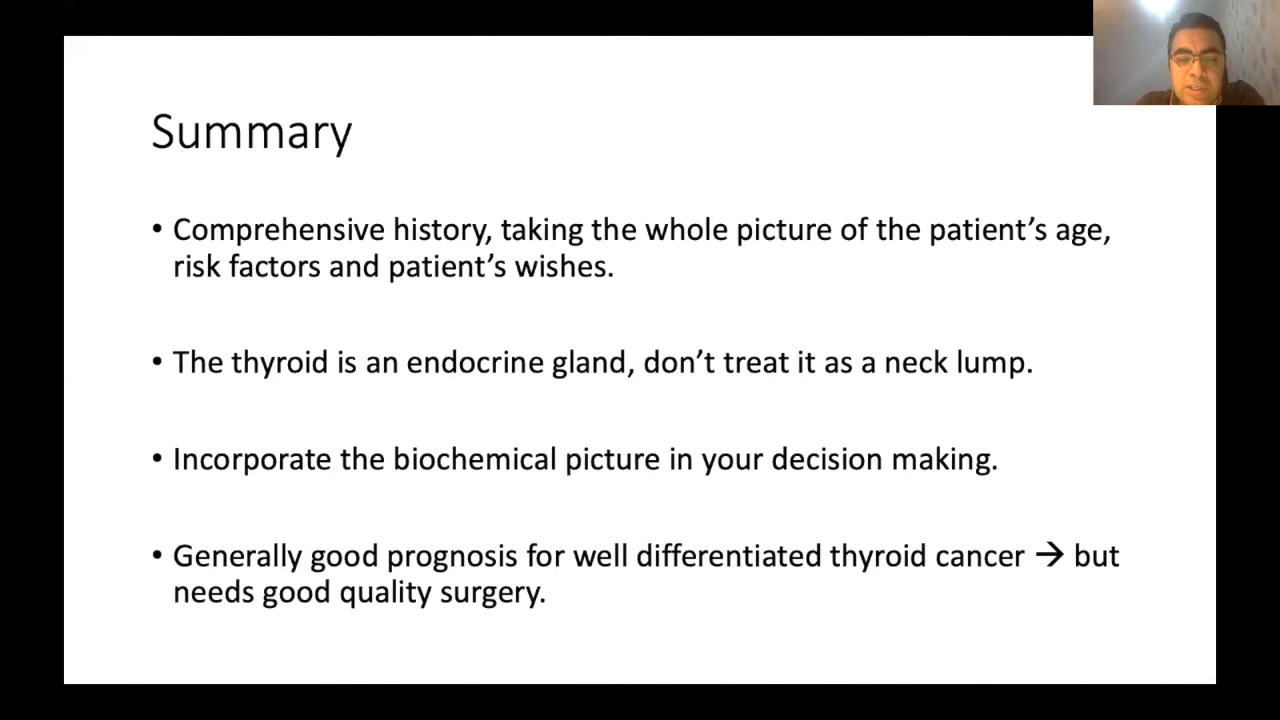 Summary
• Comprehensive history, taking the whole picture of the patient’s age,
risk factors and patient’s wishes.
• The thyroid is an endocrine gland, don’t treat it as a neck lump.
• Incorporate the biochemical picture in your decision making.
• Generally good prognosis for well differentiated thyroid cancer → but
needs good quality surgery.